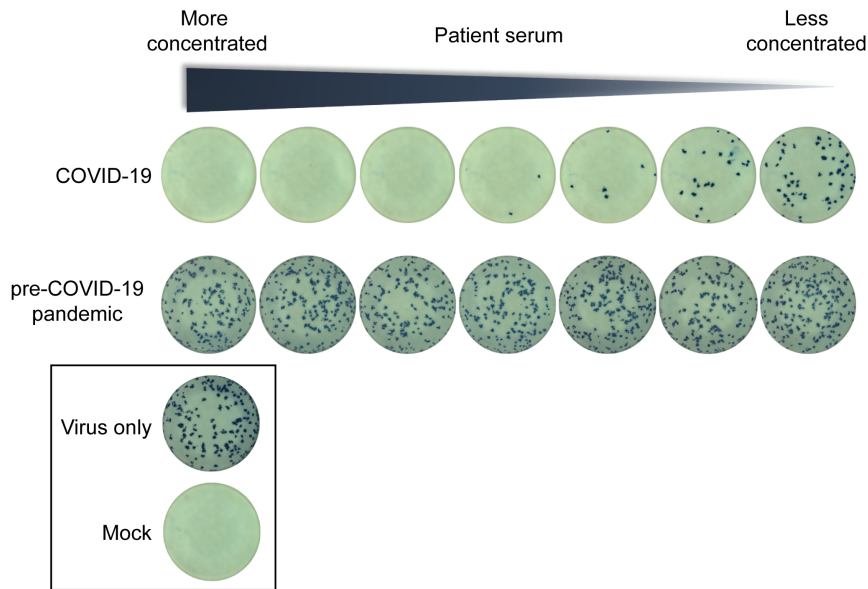 More
concentrated
Patient serum
Less
concentrated
COVID-19
pre-COVID-19
pandemic
Virus only
Mock